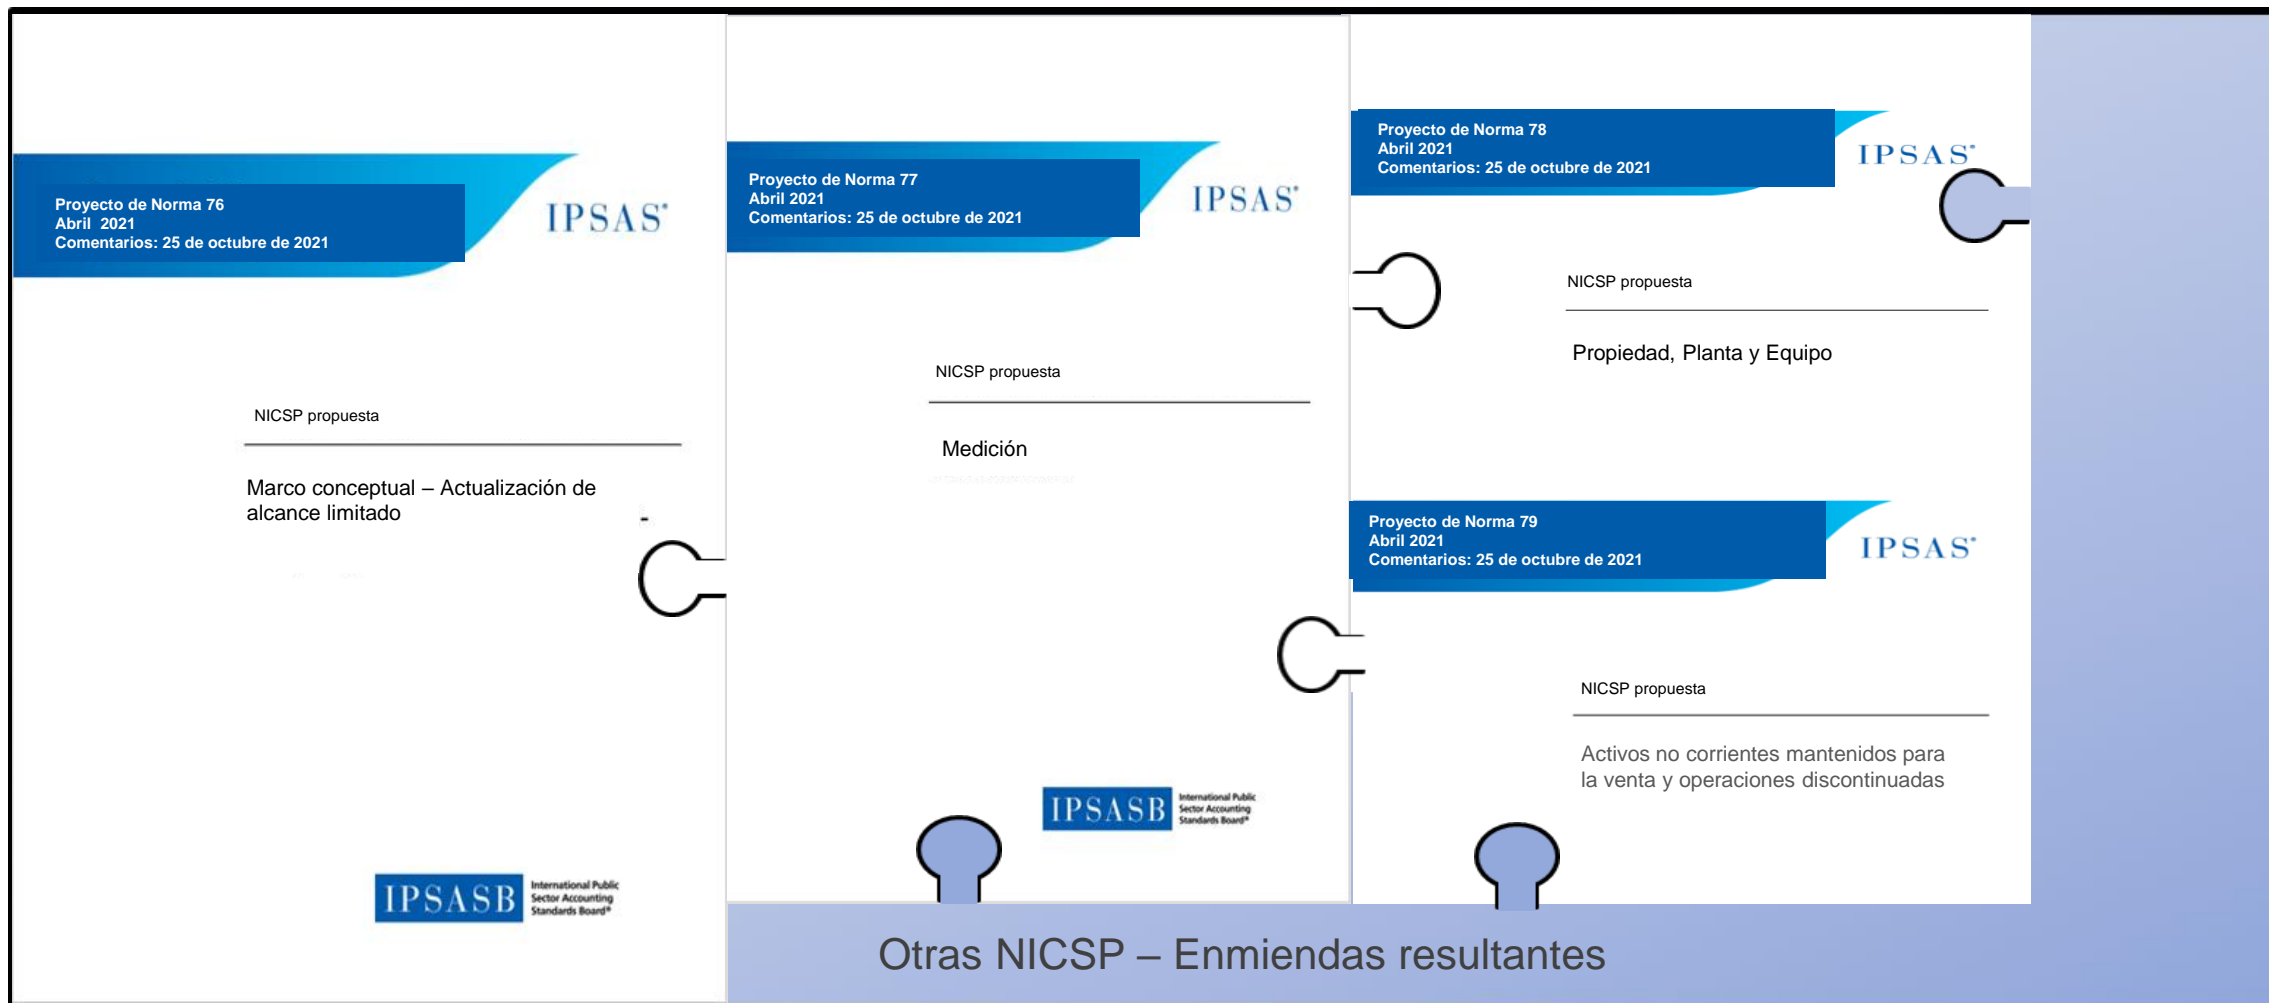 Proyecto de Norma 76
Abril 2021
Comentarios: 25 de octubre de 2021
IPSAS®
NICSP propuesta
Marco conceptual – Actualización de
alcance limitado
-
IPSASB
International Public
Sector Accounting
Standards Board®
Proyecto de Norma 77
Abril 2021
Comentarios: 25 de octubre de 2021
IPSAS®
NICSP propuesta
Medición
IPSASB
International Public
Sector Accounting
Standards Board®
Proyecto de Norma 78
Abril 2021
Comentarios: 25 de octubre de 2021
IPSAS®
NICSP propuesta
Propiedad, Planta y Equipo
Proyecto de Norma 79
Abril 2021
Comentarios: 25 de octubre de 2021
IPSAS®
NICSP propuesta
Activos no corrientes mantenidos para
la venta y operaciones discontinuadas
Otras NICSP – Enmiendas resultantes